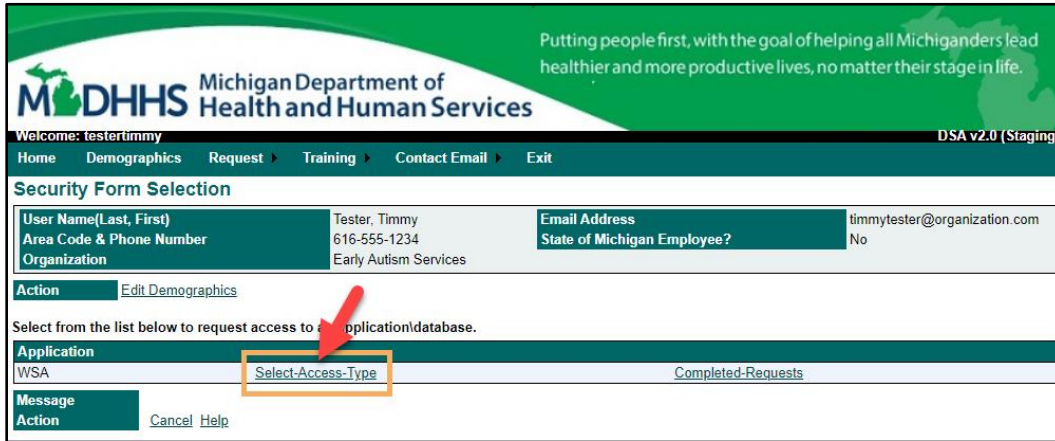 Putting people first, with the goal of helping all Michiganders lead
healthier and more productive lives, no matter their stage in life.
MDHHS Michigan Department of
Health and Human Services
Welcome: testertimmy DSA v2.0 (Staging
Home Demographics Request Training Contact Email Exit
Security Form Selection
User Name(Last, First) Tester, Timmy Email Address timmytester@organization.com
Area Code & Phone Number 616-555-1234 State of Michigan Employee? No
Organization Early Autism Services
Action Edit Demographics
Select from the list below to request access to application\database.
Application
WSA Select-Access-Type Completed-Requests
Message
Action Cancel Help